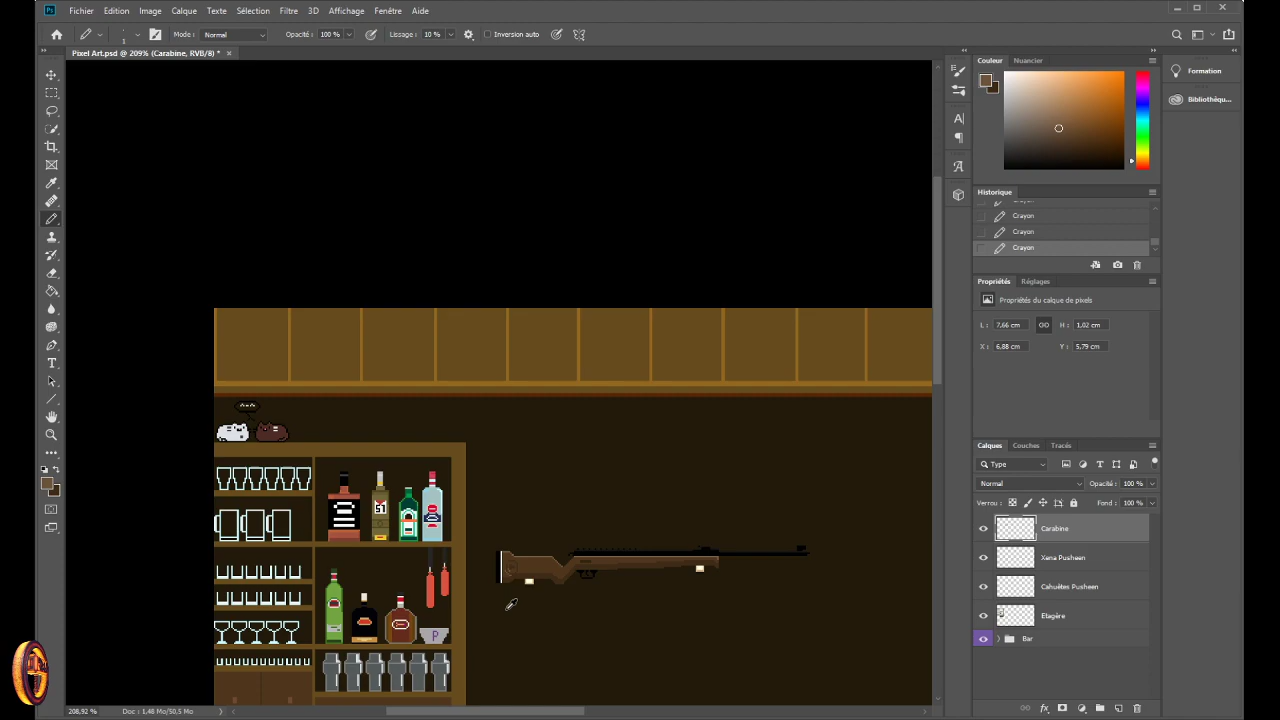 Ps Fichier Edition Image Calque Texte Sélection Filtre 3D Affichage Fenêtre Aide
1 Mode : Normal Opacité : 100 % Lissage : 10 % Inversion auto
Pixel Art.psd @ 209% (Carabine, RVB/8) *
Couleur Nuancier
Formation
Bibliothèqu...
Historique
Crayon
Crayon
Crayon
Propriétés Réglages
Propriétés du calque de pixels
L : 7,66 cm H : 1,02 cm
X : 6,88 cm Y : 5,79 cm
Calques Couches Tracés
Type
Normal Opacité : 100 %
Verrou : Fond : 100 %
Carabine
Xena Pusheen
Cahuètes Pusheen
Etagère
Bar
51
P
208,92 % Doc : 1,48 Mo/50,5 Mo